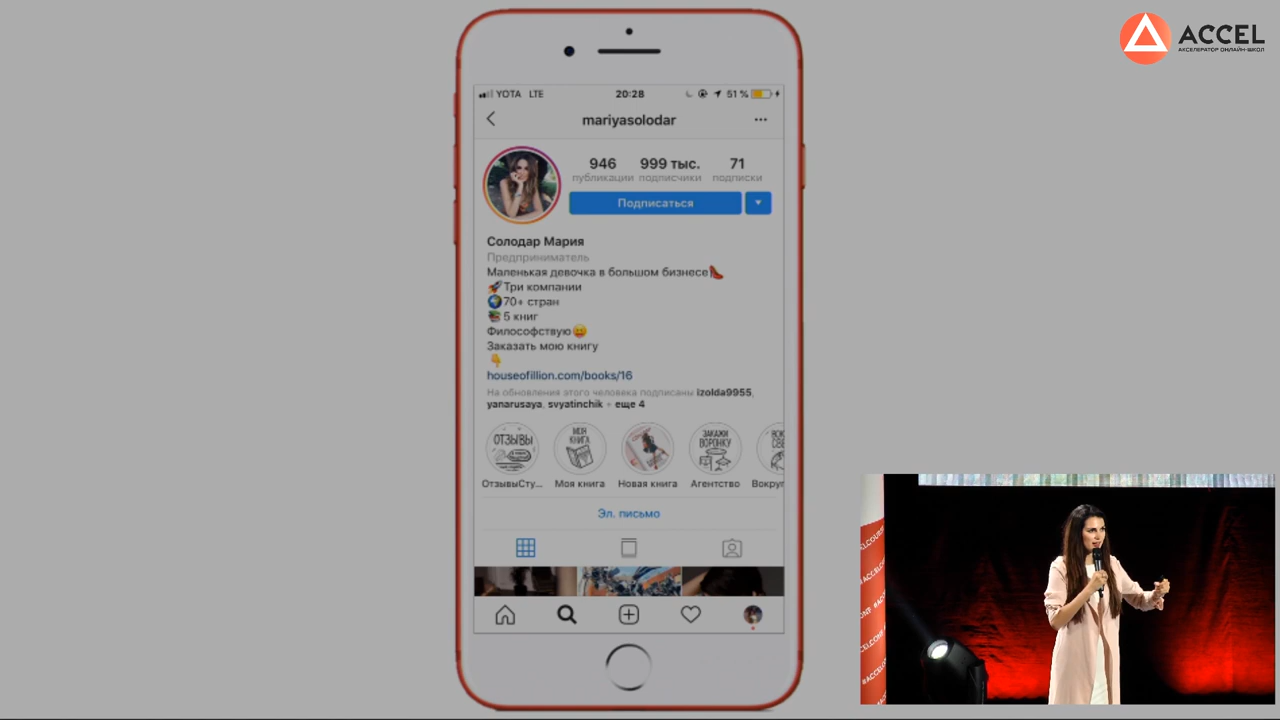 ACCEL
АКСЕЛЕРАТОР ОНЛАЙН-ШКОЛ
YOTA LTE 20:28 51 %
mariyasolodar
946 999 тыс. 71
публикации подписчики подписки
Подписаться
Солодар Мария
Предприниматель
Маленькая девочка в большом бизнесе
Три компании
70+ стран
5 книг
Философствую
Заказать мою книгу
houseofillion.com/books/16
На обновления этого человека подписаны izolda9955,
yanarusaya, svyatinchik + еще 4
ОТЗЫВЫ
МОЯ
КНИГА
ЗАКАЖИ
ВОРОНКУ
ВОК
СВЕ
ОтзывыСту... Моя книга Новая книга Агентство Вокруг
Эл. письмо